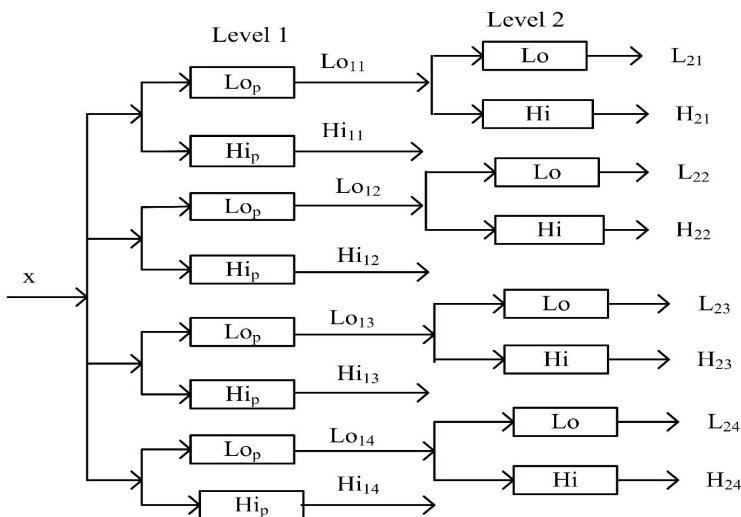 Level 1
Level 2
Lo₁₁
Lo
L₂₁
Loₚ
Hi₁₁
Hi
H₂₁
Hiₚ
Lo₁₂
Lo
L₂₂
Loₚ
Hi₁₂
Hi
H₂₂
Hiₚ
x
Lo₁₃
Lo
L₂₃
Loₚ
Hi₁₃
Hi
H₂₃
Hiₚ
Lo₁₄
Lo
L₂₄
Loₚ
Hi₁₄
Hi
H₂₄
Hiₚ